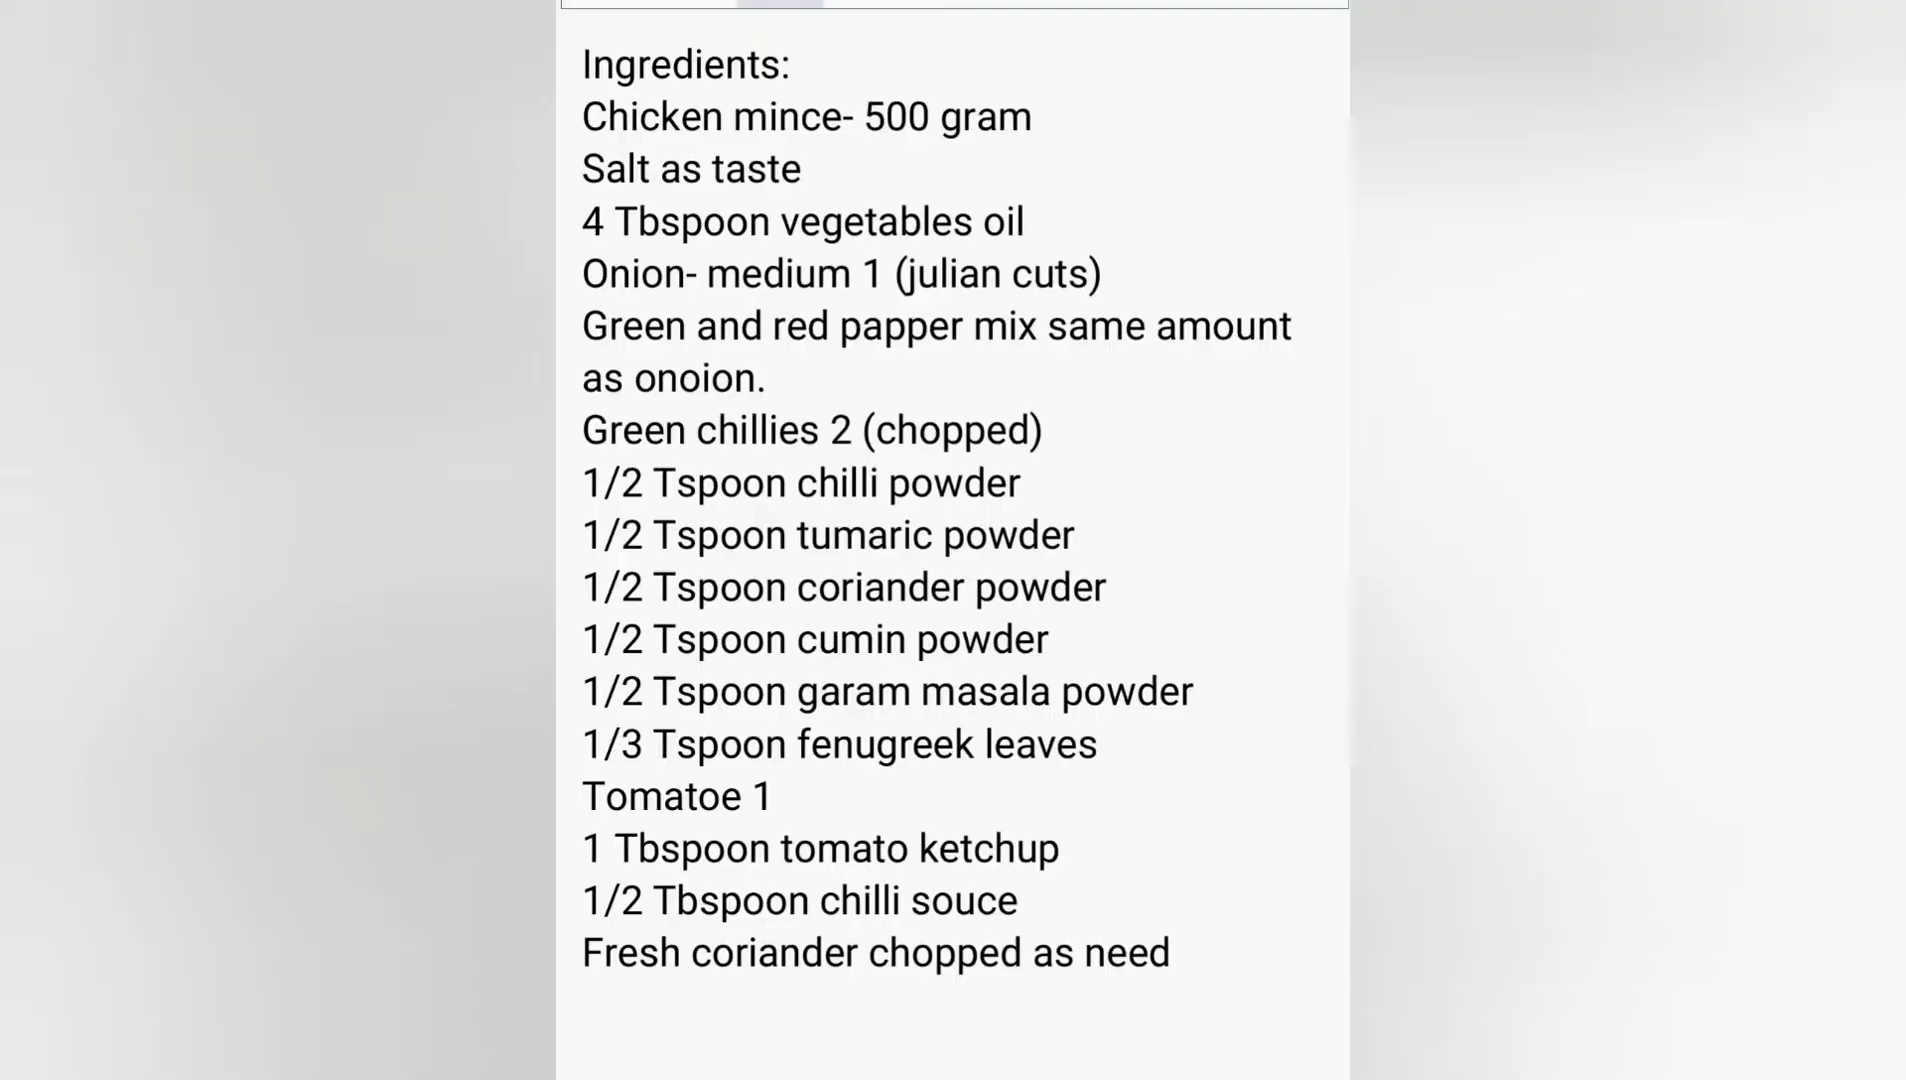 Ingredients:
Chicken mince- 500 gram
Salt as taste
4 Tbspoon vegetables oil
Onion- medium 1 (julian cuts)
Green and red papper mix same amount
as onoion.
Green chillies 2 (chopped)
1/2 Tspoon chilli powder
1/2 Tspoon tumaric powder
1/2 Tspoon coriander powder
1/2 Tspoon cumin powder
1/2 Tspoon garam masala powder
1/3 Tspoon fenugreek leaves
Tomatoe 1
1 Tbspoon tomato ketchup
1/2 Tbspoon chilli souce
Fresh coriander chopped as need